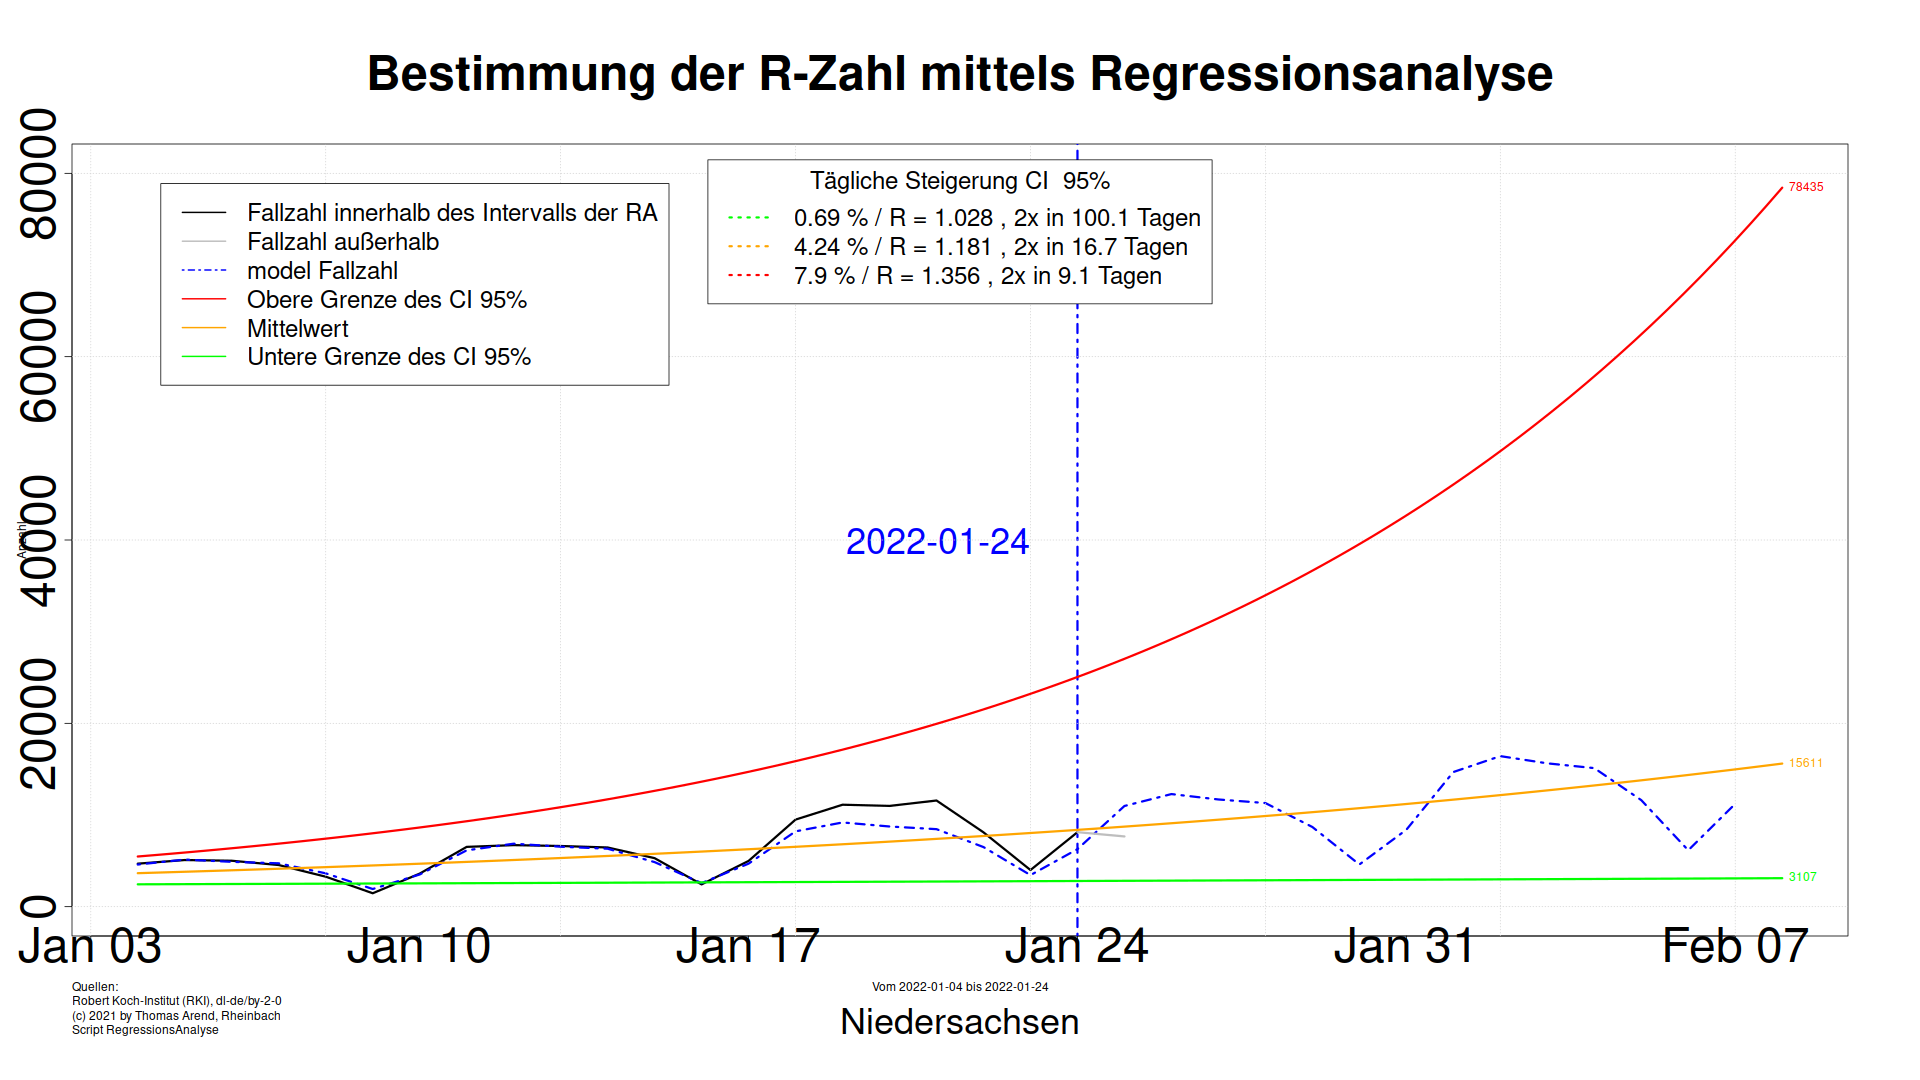 Bestimmung der R-Zahl mittels Regressionsanalyse
80000
60000
40000
20000
0
Anzahl
Fallzahl innerhalb des Intervalls der RA
Fallzahl außerhalb
model Fallzahl
Obere Grenze des CI 95%
Mittelwert
Untere Grenze des CI 95%
Tägliche Steigerung CI 95%
0.69 % / R = 1.028 , 2x in 100.1 Tagen
4.24 % / R = 1.181 , 2x in 16.7 Tagen
7.9 % / R = 1.356 , 2x in 9.1 Tagen
78435
2022-01-24
15611
3107
Jan 03 Jan 10 Jan 17 Jan 24 Jan 31 Feb 07
Quellen:
Robert Koch-Institut (RKI), dl-de/by-2-0
(c) 2021 by Thomas Arend, Rheinbach
Script RegressionsAnalyse
Vom 2022-01-04 bis 2022-01-24
Niedersachsen